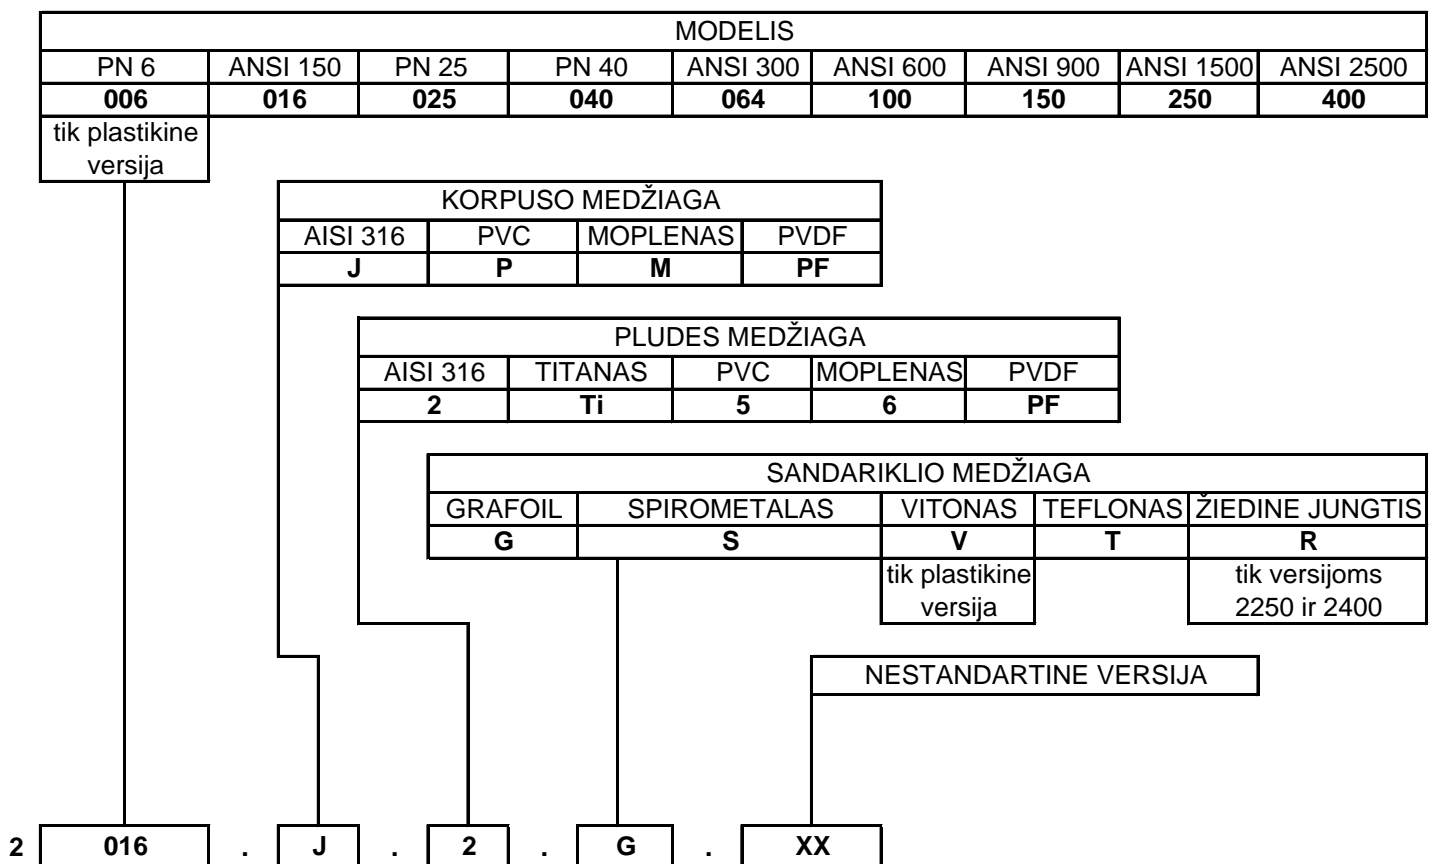 MODELIS
PN 6 ANSI 150 PN 25 PN 40 ANSI 300 ANSI 600 ANSI 900 ANSI 1500 ANSI 2500
006 016 025 040 064 100 150 250 400
tik plastikine
versija
KORPUSO MEDŽIAGA
AISI 316 PVC MOPLENAS PVDF
J P M PF
PLUDES MEDŽIAGA
AISI 316 TITANAS PVC MOPLENAS PVDF
2 Ti 5 6 PF
SANDARIKLIO MEDŽIAGA
GRAFOIL SPIROMETALAS VITONAS TEFLONAS ŽIEDINE JUNGTIS
G S V T R
tik plastikine tik versijoms
versija 2250 ir 2400
NESTANDARTINE VERSIJA
2 016 . J . 2 . G . XX